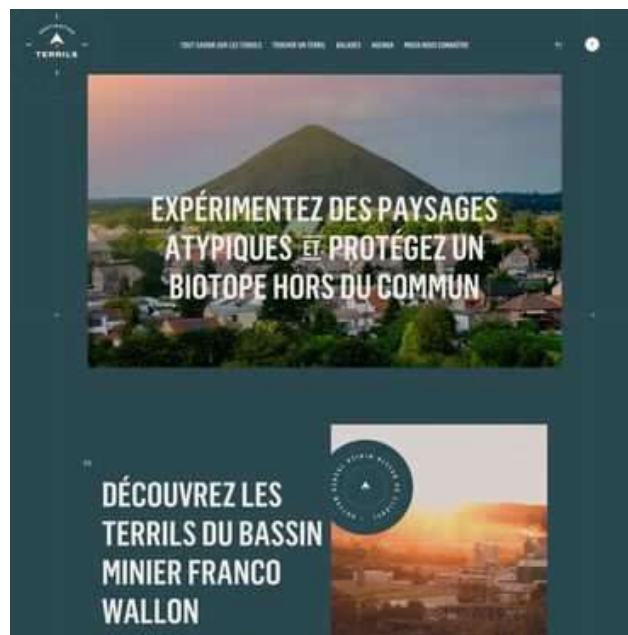 DESTINATION
TERRILS
TOUT SAVOIR SUR LES TERRILS TROUVER UN TERRIL BALADES AGENDA MIEUX NOUS CONNAÎTRE
EXPÉRIMENTEZ DES PAYSAGES
ATYPIQUES ET PROTÉGEZ UN
BIOTOPE HORS DU COMMUN
DÉCOUVREZ LES
TERRILS DU BASSIN
MINIER FRANCO
WALLON